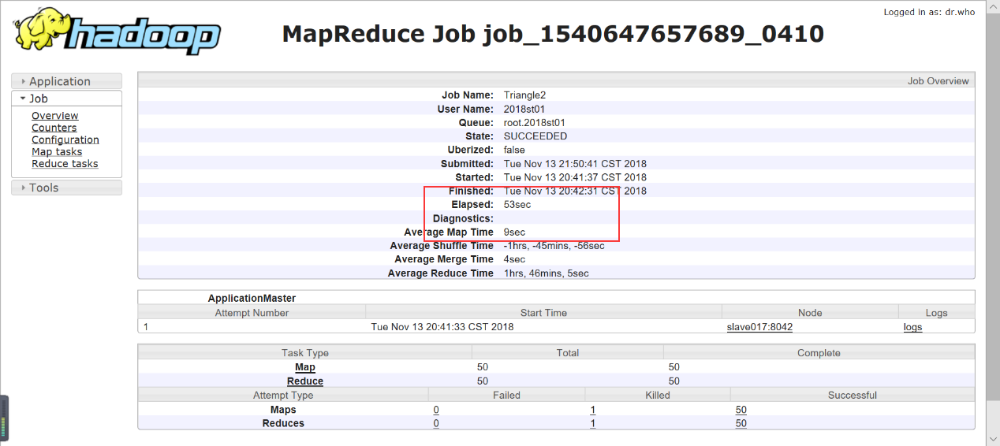 Logged in as: dr.who
hadoop
MapReduce Job job_1540647657689_0410
Application
Job
Overview
Counters
Configuration
Map tasks
Reduce tasks
Tools
Job Overview
Job Name: Triangle2
User Name: 2018st01
Queue: root.2018st01
State: SUCCEEDED
Uberized: false
Submitted: Tue Nov 13 21:50:41 CST 2018
Started: Tue Nov 13 20:41:37 CST 2018
Finished: Tue Nov 13 20:42:31 CST 2018
Elapsed: 53sec
Diagnostics:
Average Map Time 9sec
Average Shuffle Time -1hrs, -45mins, -56sec
Average Merge Time 4sec
Average Reduce Time 1hrs, 46mins, 5sec
ApplicationMaster
Attempt Number Start Time Node Logs
1 Tue Nov 13 20:41:33 CST 2018 slave017:8042 logs
Task Type Total Complete
Map 50 50
Reduce 50 50
Attempt Type Failed Killed Successful
Maps 0 1 50
Reduces 0 1 50